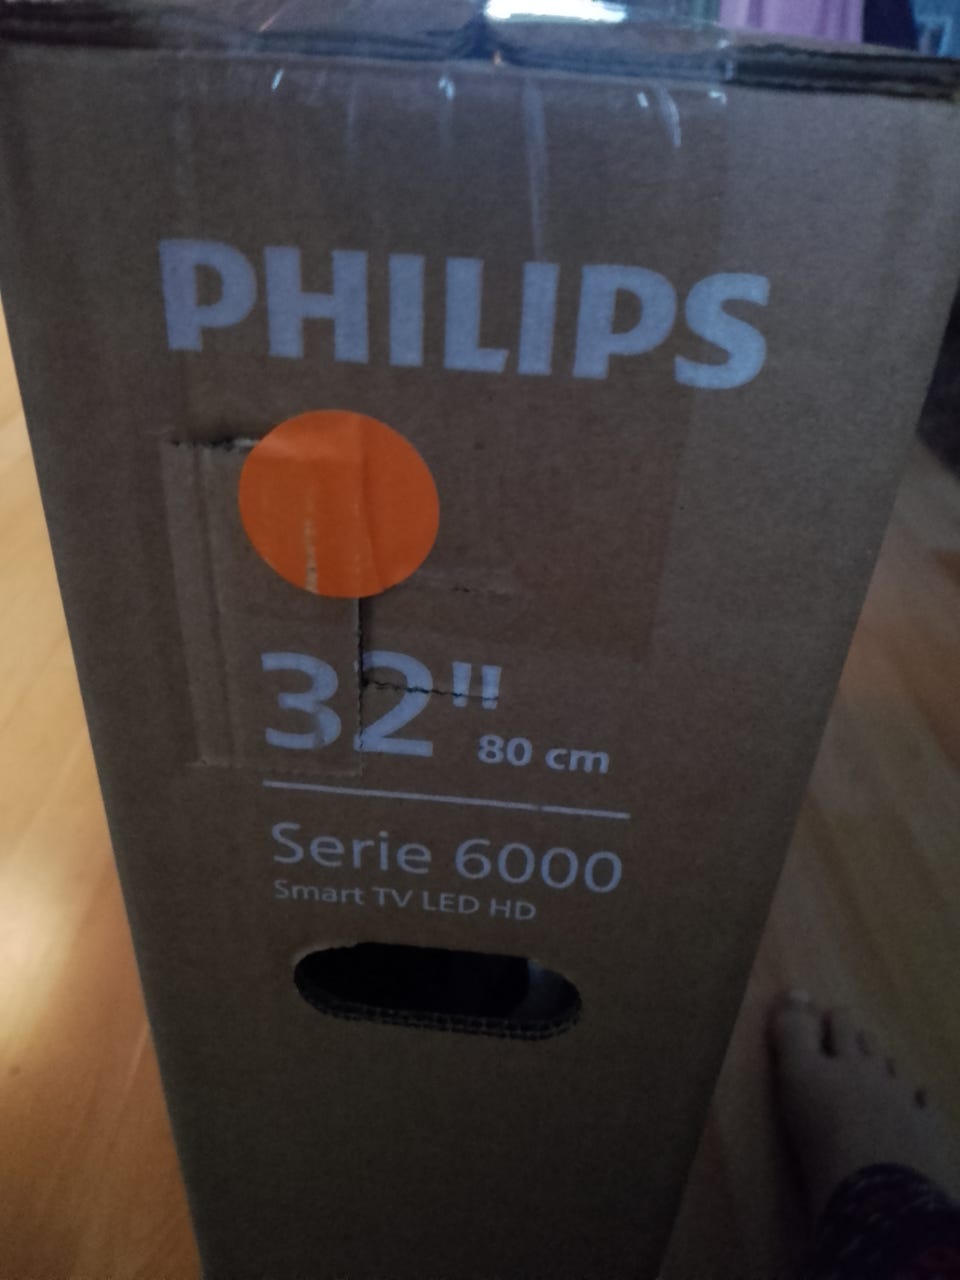 PHILIPS
32"
80 cm
Serie 6000
Smart TV LED HD